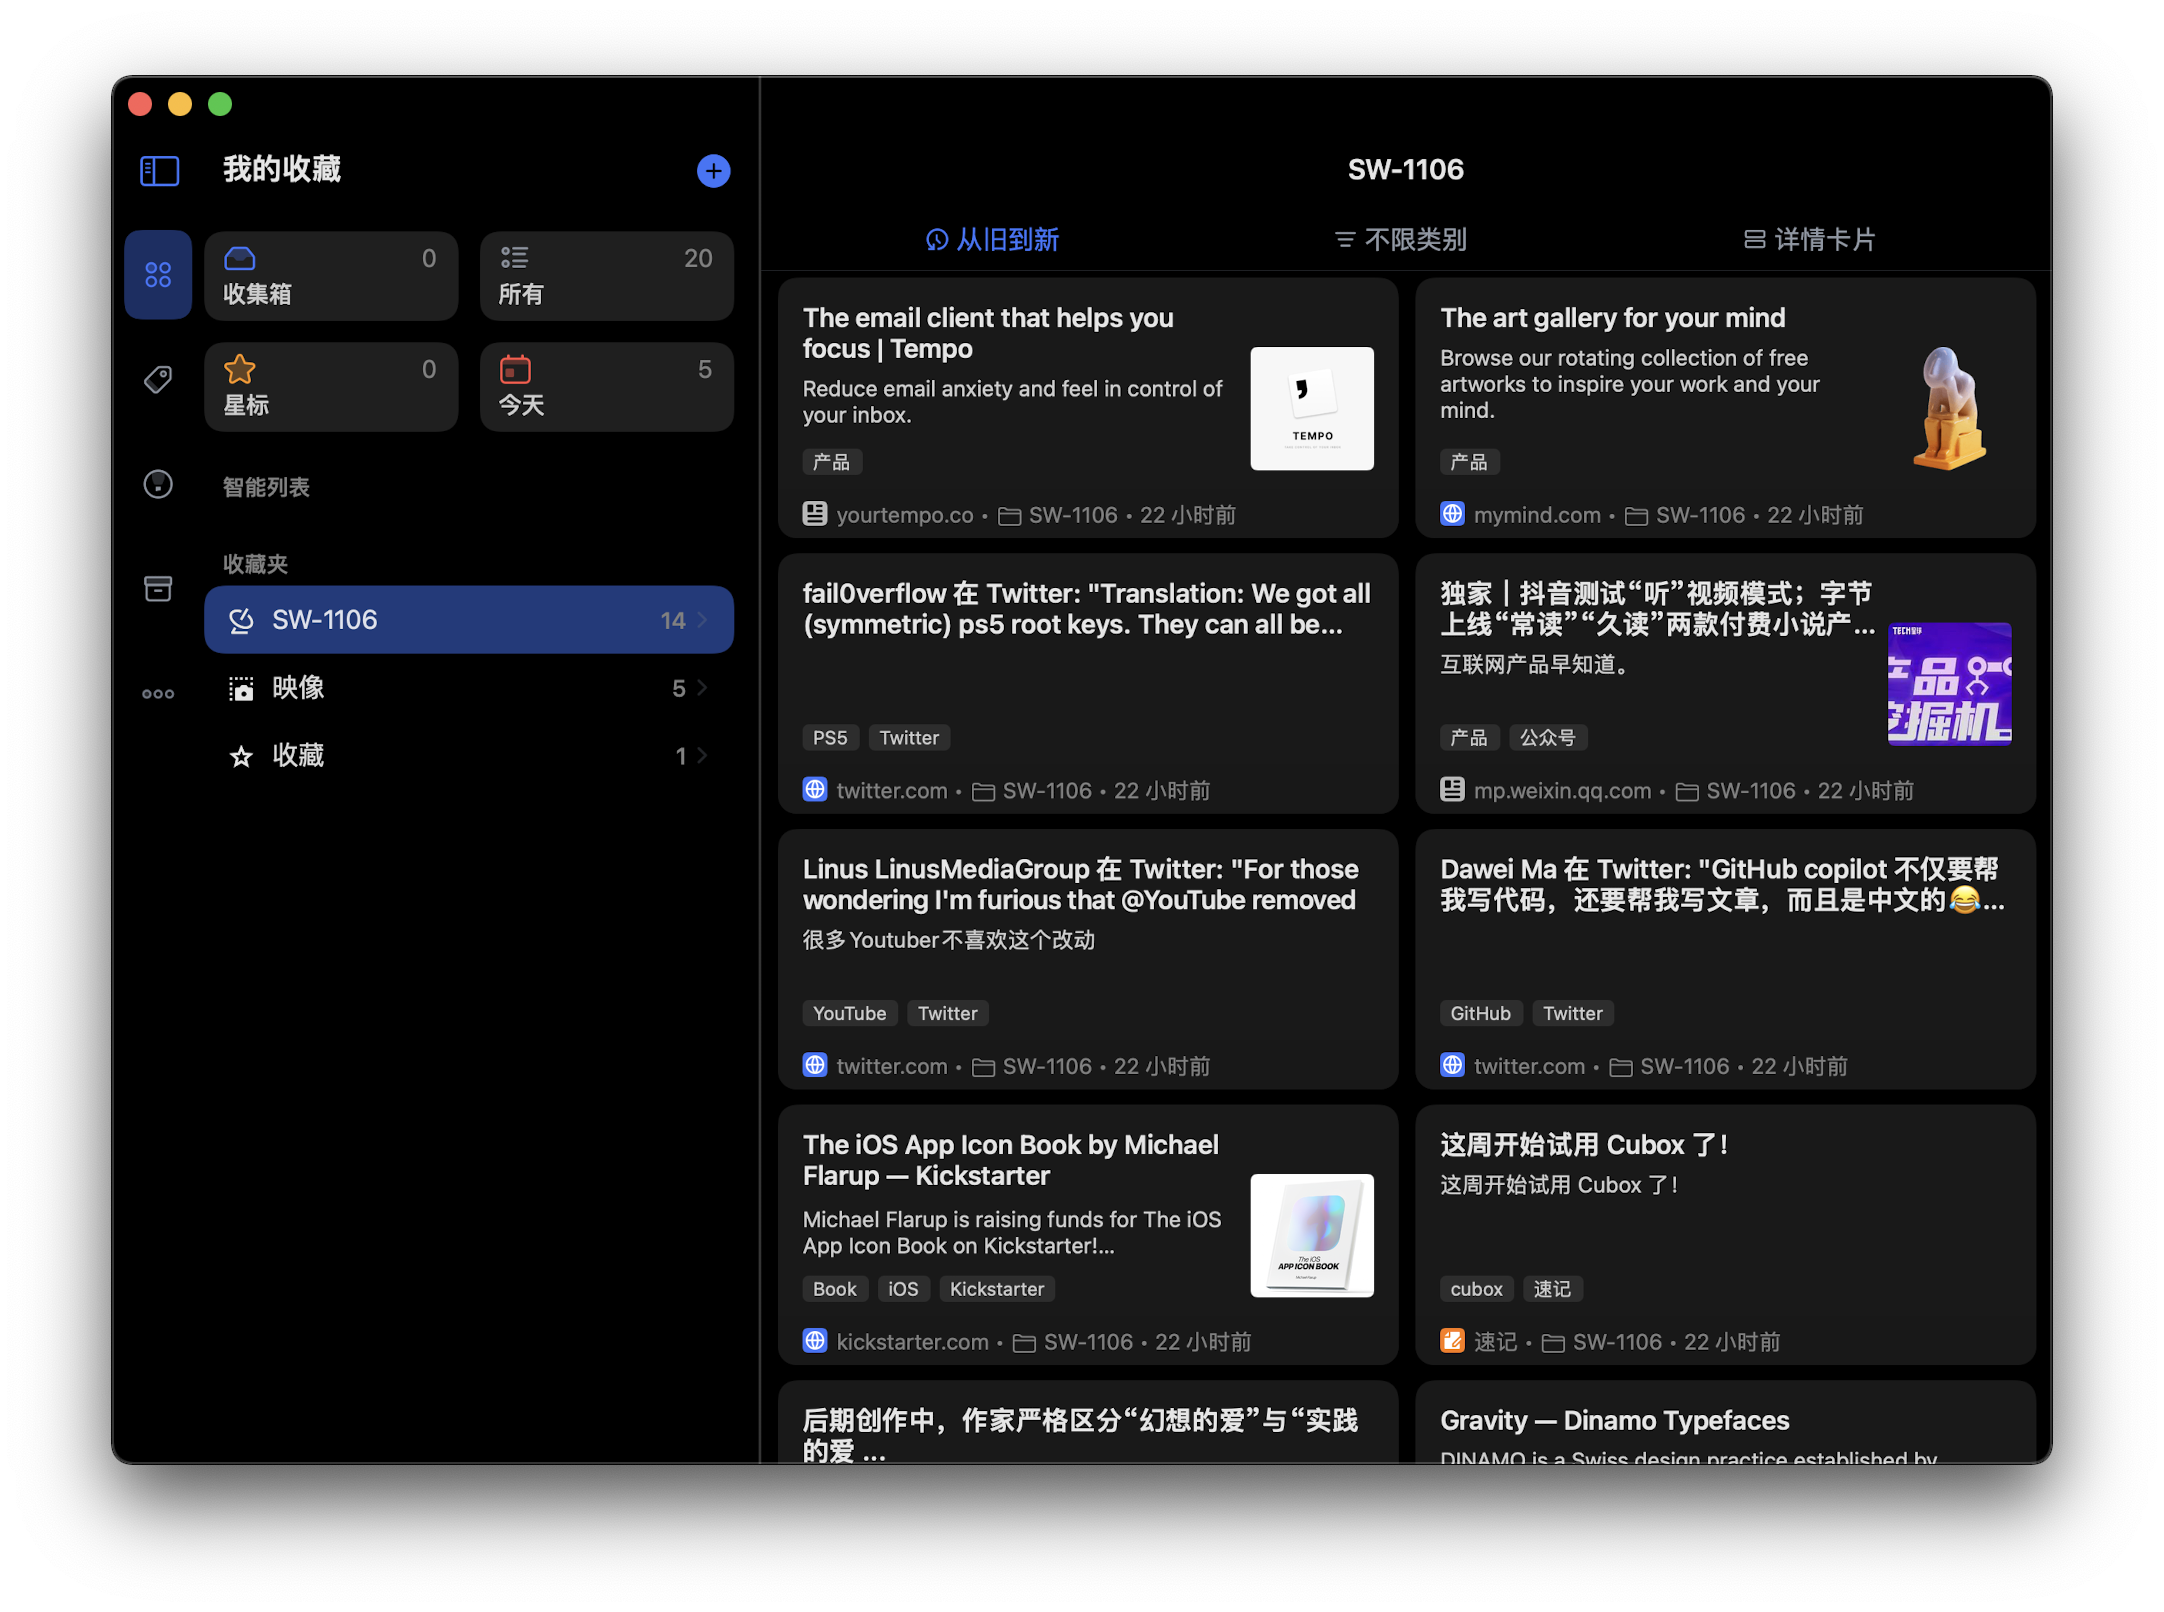 我的收藏
收集箱
0
所有
20
星标
0
今天
5
智能列表
收藏夹
SW-1106
14
映像
5
收藏
1
SW-1106
从旧到新
不限类别
详情卡片
The email client that helps you
focus | Tempo
Reduce email anxiety and feel in control of
your inbox.
TEMPO
产品
yourtempo.co • SW-1106 • 22 小时前
The art gallery for your mind
Browse our rotating collection of free
artworks to inspire your work and your
mind.
产品
mymind.com • SW-1106 • 22 小时前
fail0verflow 在 Twitter: "Translation: We got all
(symmetric) ps5 root keys. They can all be...
PS5
Twitter
twitter.com • SW-1106 • 22 小时前
独家｜抖音测试“听”视频模式；字节
上线“常读”“久读”两款付费小说产...
互联网产品早知道。
产品
挖掘机
产品
公众号
mp.weixin.qq.com • SW-1106 • 22 小时前
Linus LinusMediaGroup 在 Twitter: "For those
wondering I'm furious that @YouTube removed
很多 Youtuber不喜欢这个改动
YouTube
Twitter
twitter.com • SW-1106 • 22 小时前
Dawei Ma 在 Twitter: "GitHub copilot 不仅要帮
我写代码，还要帮我写文章，而且是中文的😂...
GitHub
Twitter
twitter.com • SW-1106 • 22 小时前
The iOS App Icon Book by Michael
Flarup — Kickstarter
Michael Flarup is raising funds for The iOS
App Icon Book on Kickstarter!...
The iOS
APP ICON BOOK
Book
iOS
Kickstarter
kickstarter.com • SW-1106 • 22 小时前
这周开始试用 Cubox 了！
这周开始试用 Cubox 了！
cubox
速记
速记 • SW-1106 • 22 小时前
后期创作中，作家严格区分“幻想的爱”与“实践
的爱 ...
Gravity — Dinamo Typefaces
DINAMO is a Swiss design practice established by